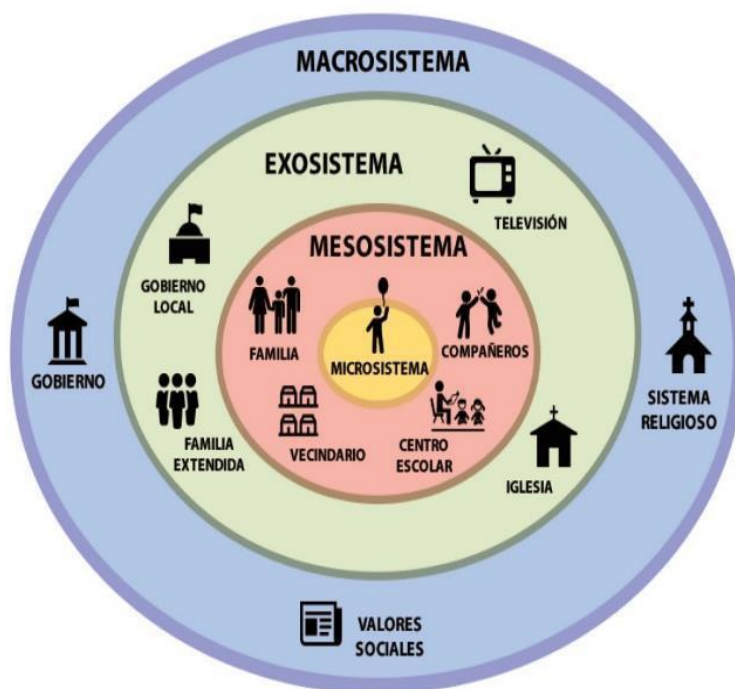 MACROSISTEMA
EXOSISTEMA
TELEVISIÓN
MESOSISTEMA
GOBIERNO
LOCAL
FAMILIA
MICROSISTEMA
COMPAÑEROS
GOBIERNO
SISTEMA
RELIGIOSO
FAMILIA
EXTENDIDA
VECINDARIO
CENTRO
ESCOLAR
IGLESIA
VALORES
SOCIALES